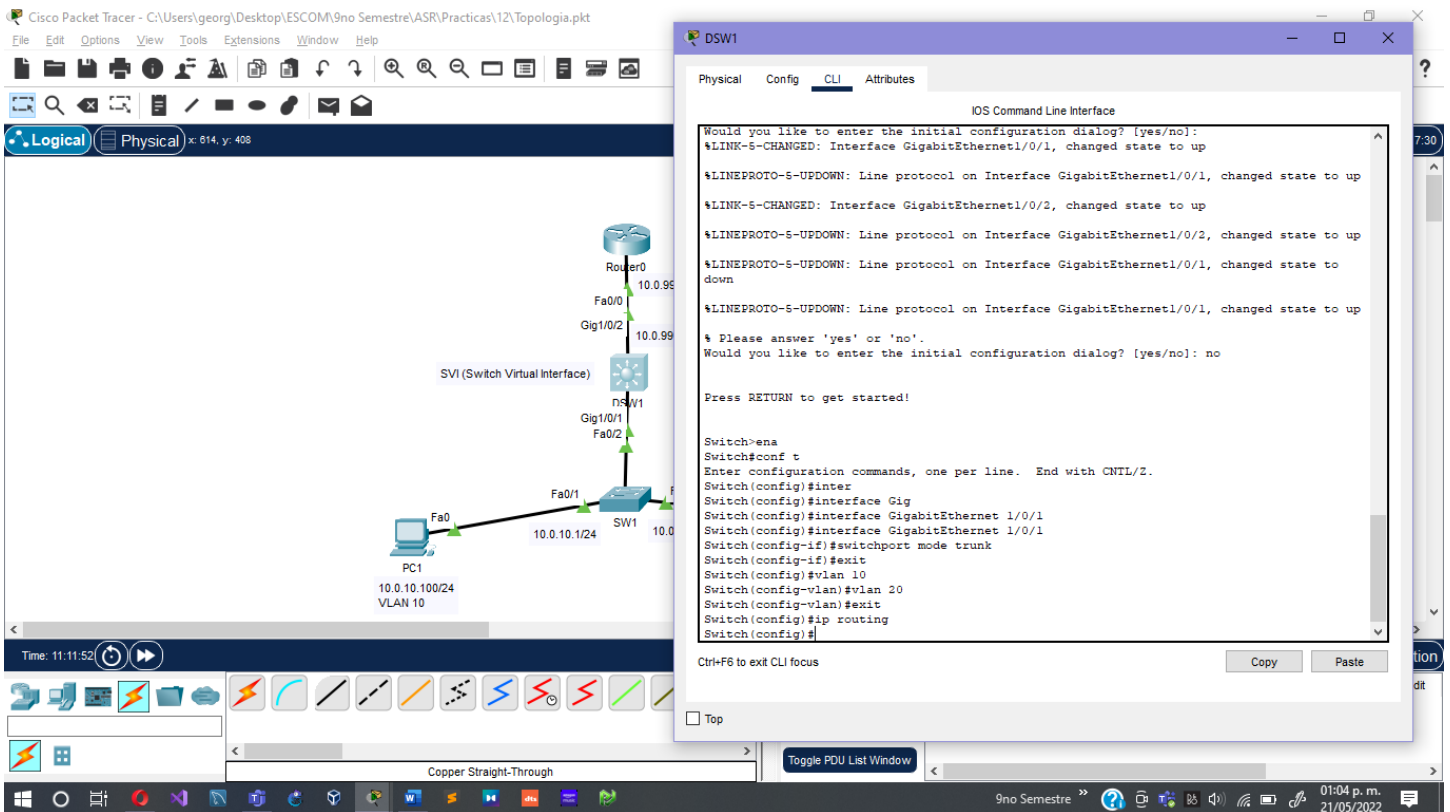 Cisco Packet Tracer - C:\Users\georg\Desktop\ESCOM\9no Semestre\ASR\Practicas\12\Topologia.pkt
File Edit Options View Tools Extensions Window Help
Logical
Physical
x: 614, y: 408
7:30
Router0
10.0.99
Fa0/0
Gig1/0/2
10.0.99
SVI (Switch Virtual Interface)
DSW1
Gig1/0/1
Fa0/2
Fa0/1
SW1
10.0
Fa0
10.0.10.1/24
PC1
10.0.10.100/24
VLAN 10
Time: 11:11:52
Copper Straight-Through
Toggle PDU List Window
DSW1
Physical Config CLI Attributes
IOS Command Line Interface
Would you like to enter the initial configuration dialog? [yes/no]:
%LINK-5-CHANGED: Interface GigabitEthernet1/0/1, changed state to up
%LINEPROTO-5-UPDOWN: Line protocol on Interface GigabitEthernet1/0/1, changed state to up
%LINK-5-CHANGED: Interface GigabitEthernet1/0/2, changed state to up
%LINEPROTO-5-UPDOWN: Line protocol on Interface GigabitEthernet1/0/2, changed state to up
%LINEPROTO-5-UPDOWN: Line protocol on Interface GigabitEthernet1/0/1, changed state to
down
%LINEPROTO-5-UPDOWN: Line protocol on Interface GigabitEthernet1/0/1, changed state to up
% Please answer 'yes' or 'no'.
Would you like to enter the initial configuration dialog? [yes/no]: no
Press RETURN to get started!
Switch>ena
Switch#conf t
Enter configuration commands, one per line. End with CNTL/Z.
Switch(config)#inter
Switch(config)#interface Gig
Switch(config)#interface GigabitEthernet 1/0/1
Switch(config)#interface GigabitEthernet 1/0/1
Switch(config-if)#switchport mode trunk
Switch(config-if)#exit
Switch(config)#vlan 10
Switch(config-vlan)#vlan 20
Switch(config-vlan)#exit
Switch(config)#ip routing
Switch(config)#
Ctrl+F6 to exit CLI focus
Copy
Paste
Top
tion
dit
9no Semestre
01:04 p. m.
21/05/2022